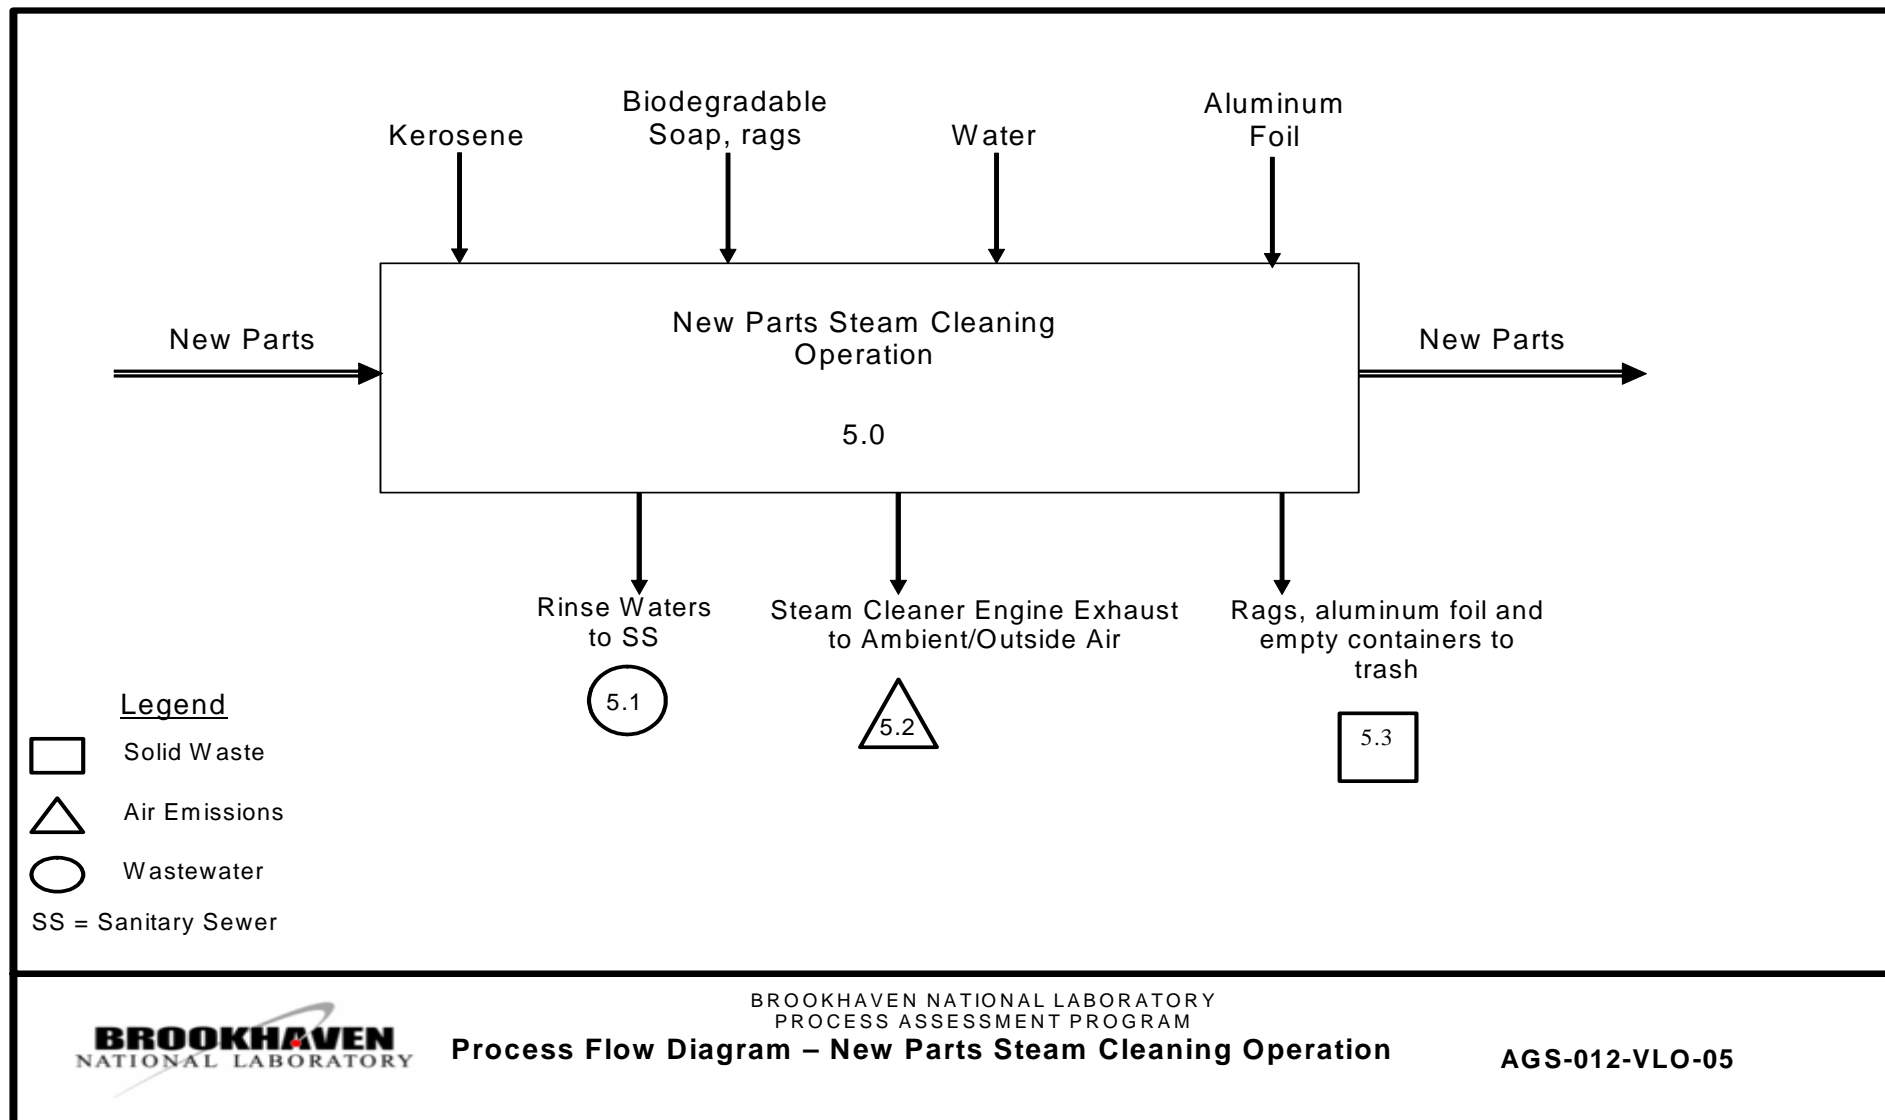 Kerosene
Biodegradable
Soap, rags
Water
Aluminum
Foil
New Parts
New Parts Steam Cleaning
Operation
5.0
New Parts
Rinse Waters
to SS
5.1
Steam Cleaner Engine Exhaust
to Ambient/Outside Air
5.2
Rags, aluminum foil and
empty containers to
trash
5.3
Legend
Solid Waste
Air Emissions
Wastewater
SS = Sanitary Sewer
BROOKHAVEN
NATIONAL LABORATORY
BROOKHAVEN NATIONAL LABORATORY
PROCESS ASSESSMENT PROGRAM
Process Flow Diagram – New Parts Steam Cleaning Operation
AGS-012-VLO-05